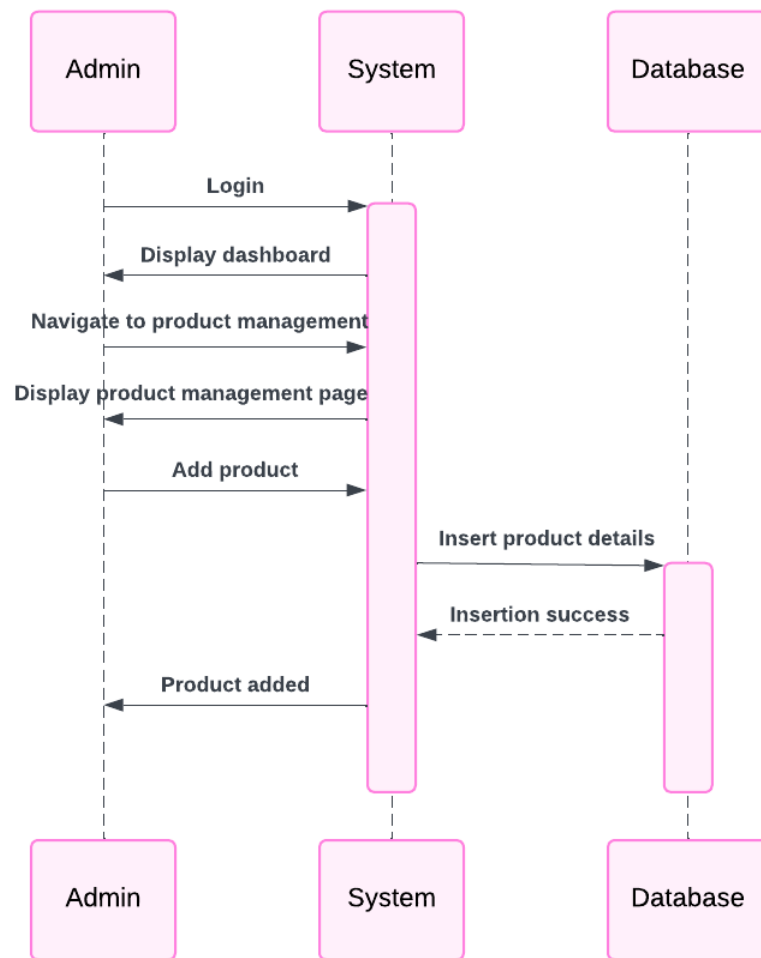 Admin
System
Database
Login
Display dashboard
Navigate to product management
Display product management page
Add product
Insert product details
Insertion success
Product added
Admin
System
Database